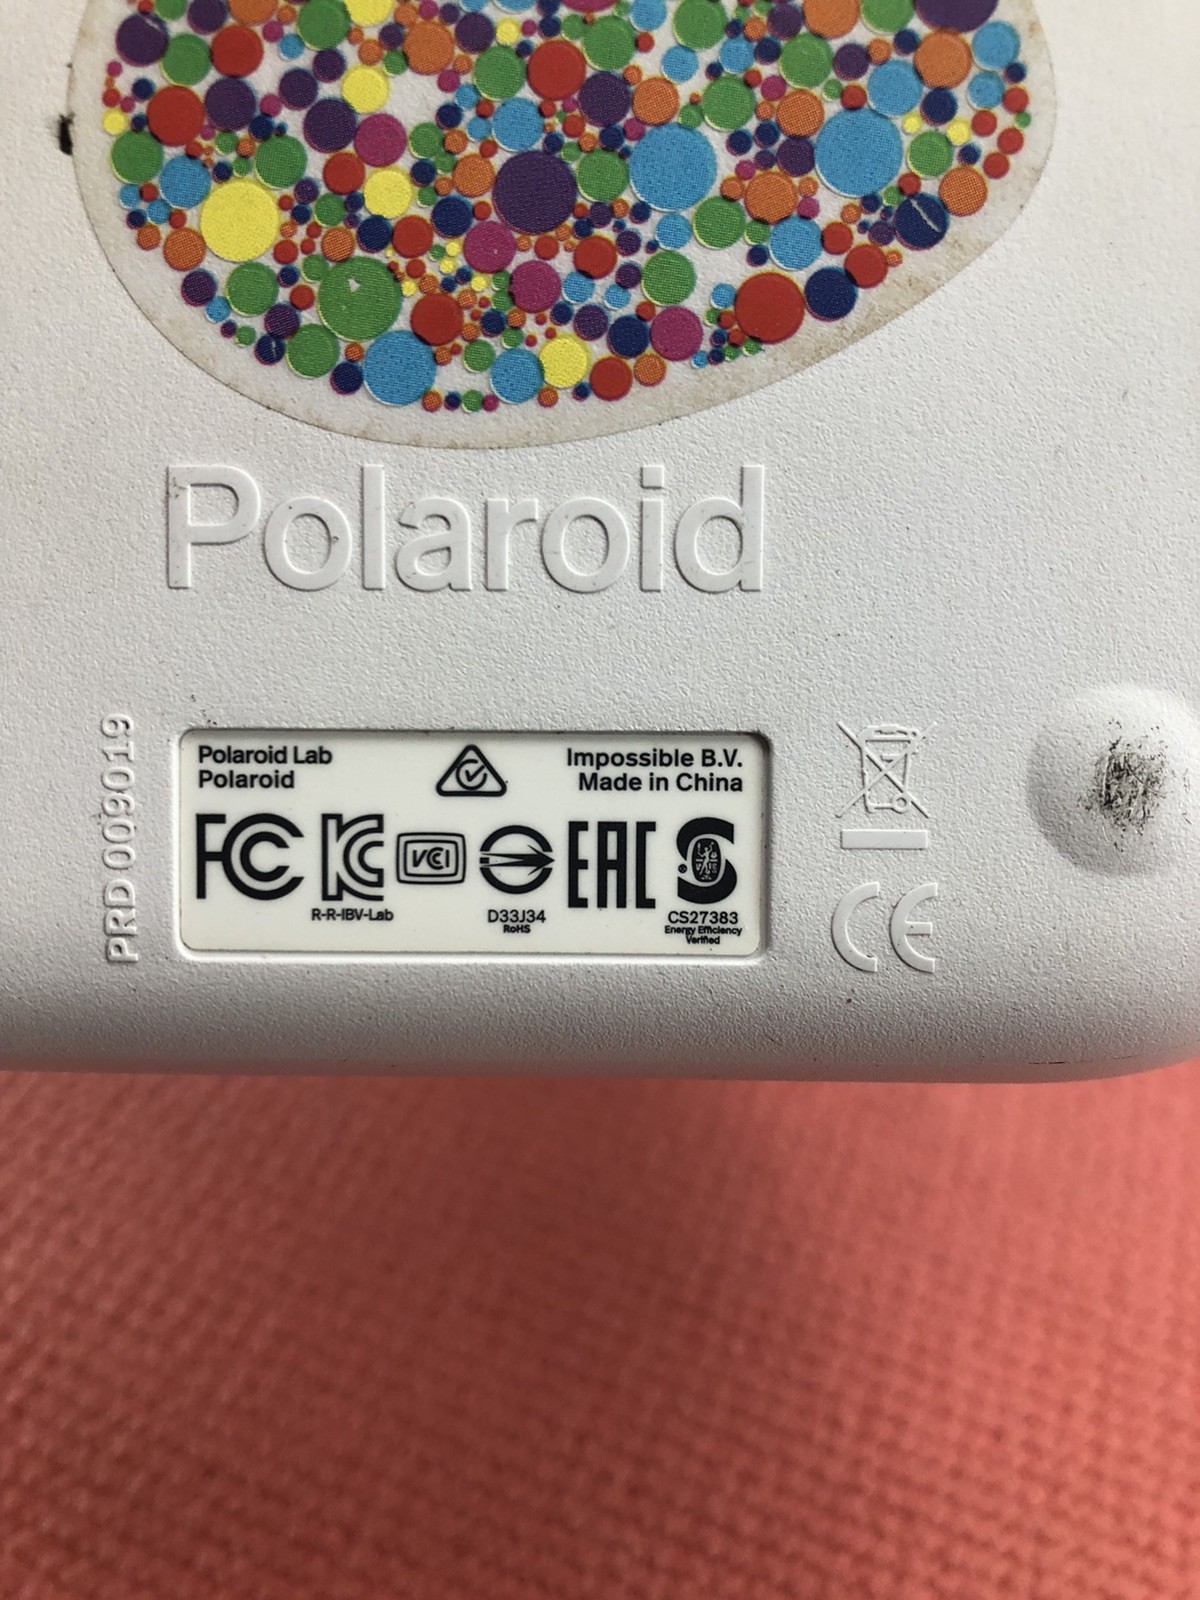 Polaroid
PRD 009019
Polaroid Lab
Polaroid
Impossible B.V.
Made in China
FC
KC
VCI
EAC
S
R-R-IBV-Lab
D33J34
RoHS
CS27383
Energy Efficiency
Verified
CE